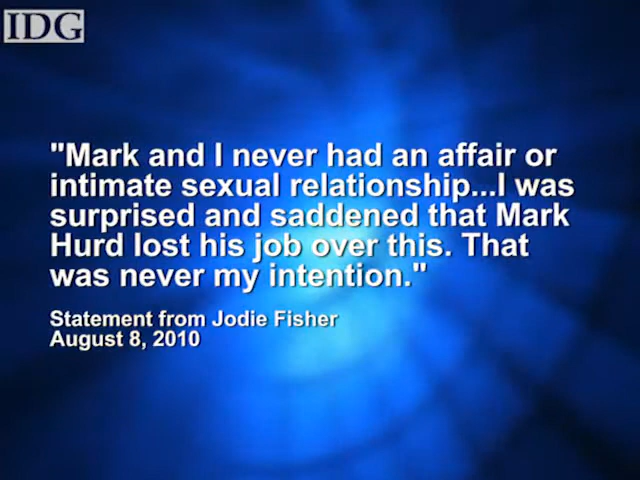 IDG
"Mark and I never had an affair or
intimate sexual relationship...I was
surprised and saddened that Mark
Hurd lost his job over this. That
was never my intention."
Statement from Jodie Fisher
August 8, 2010